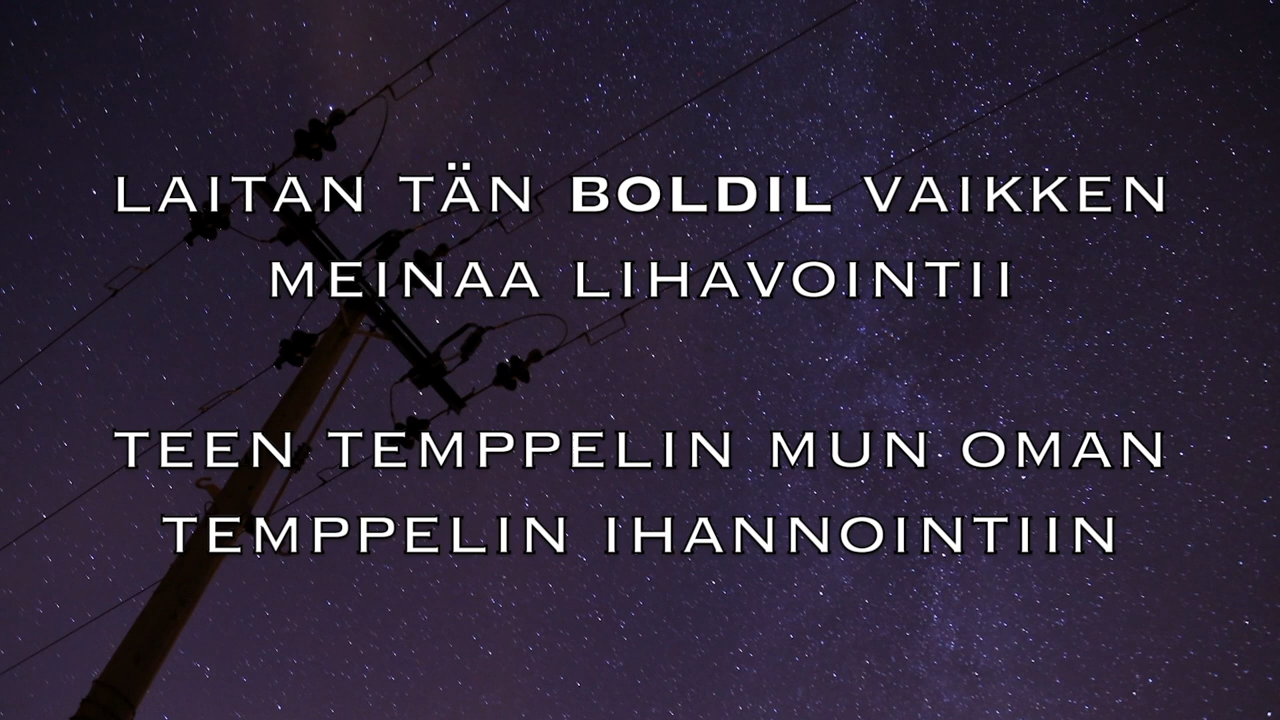 LAITAN TÄN BOLDIL VAIKKEN
MEINAA LIHAVOINTII
TEEN TEMPPELIN MUN OMAN
TEMPPELIN IHANNOINTIIN